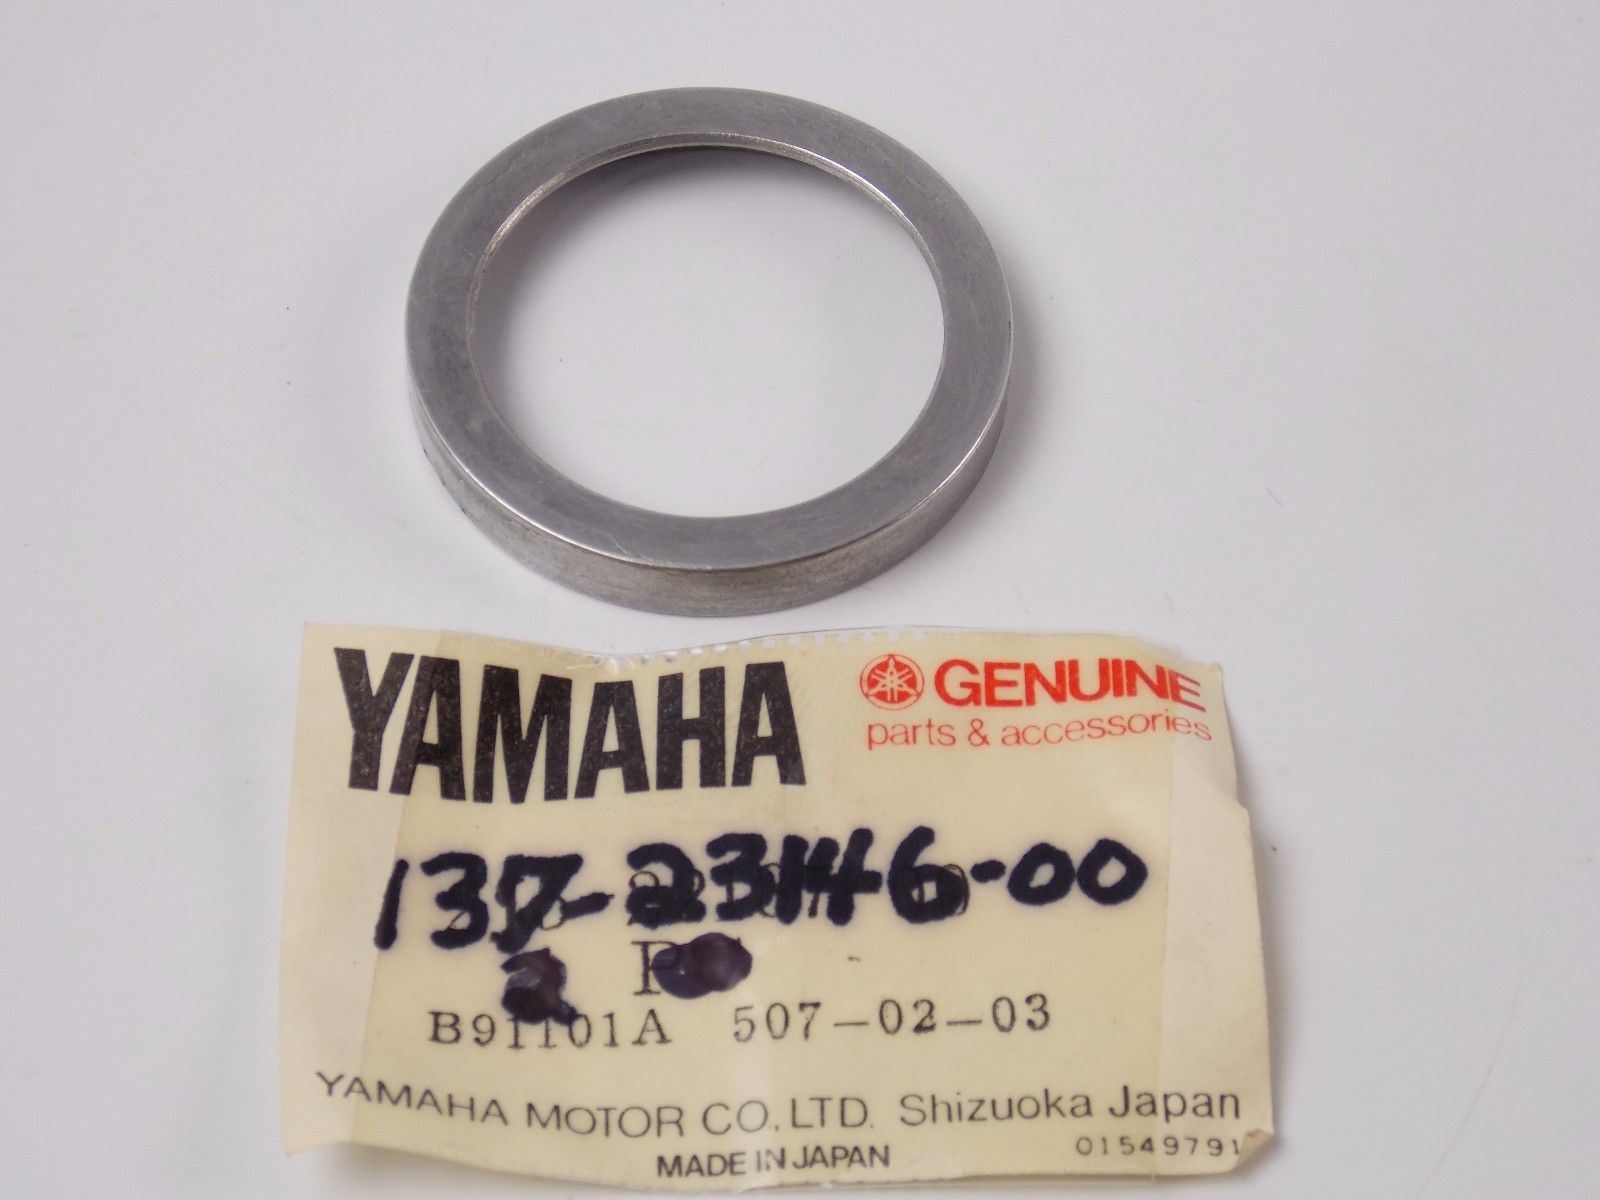 YAMAHA
GENUINE
parts & accessories
137-23146-00
B91101A 507-02-03
YAMAHA MOTOR CO., LTD. Shizuoka Japan
MADE IN JAPAN
01549791